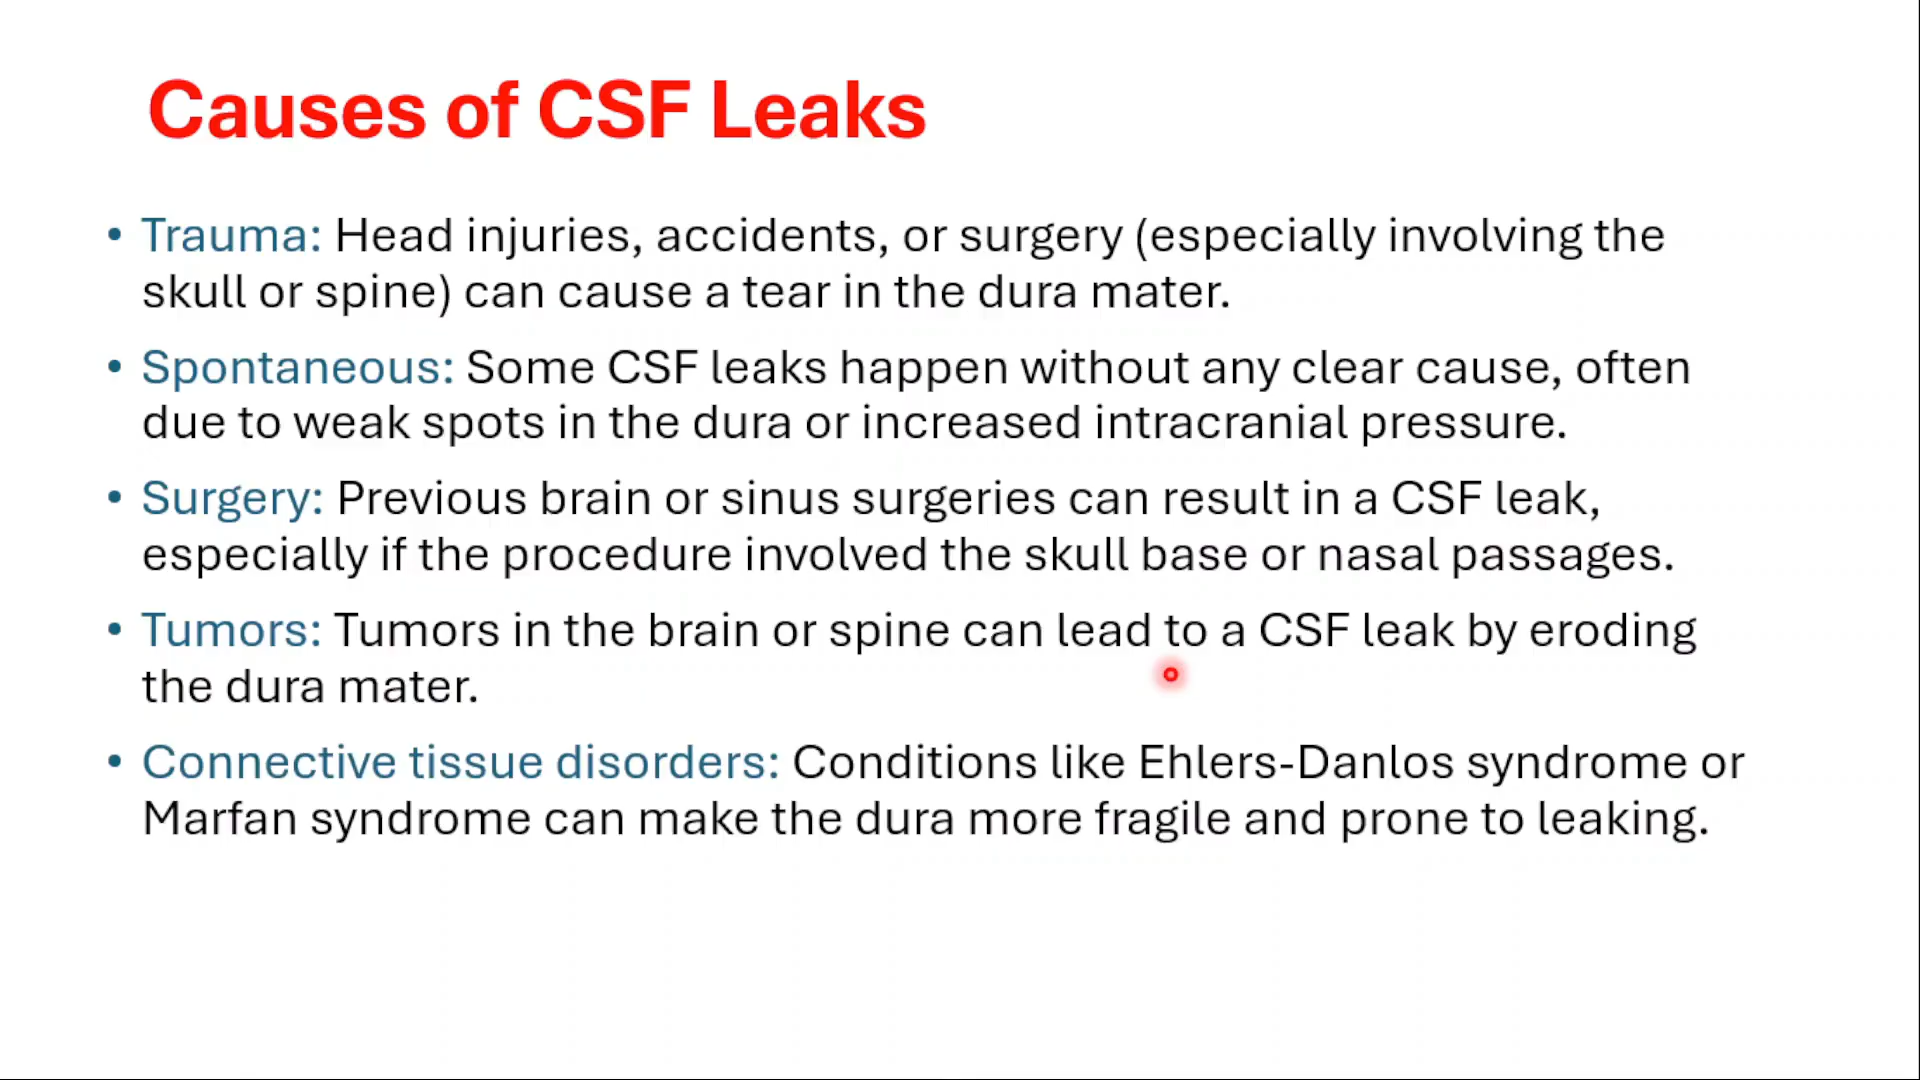 Causes of CSF Leaks
• Trauma: Head injuries, accidents, or surgery (especially involving the
skull or spine) can cause a tear in the dura mater.
• Spontaneous: Some CSF leaks happen without any clear cause, often
due to weak spots in the dura or increased intracranial pressure.
• Surgery: Previous brain or sinus surgeries can result in a CSF leak,
especially if the procedure involved the skull base or nasal passages.
• Tumors: Tumors in the brain or spine can lead to a CSF leak by eroding
the dura mater.
• Connective tissue disorders: Conditions like Ehlers-Danlos syndrome or
Marfan syndrome can make the dura more fragile and prone to leaking.